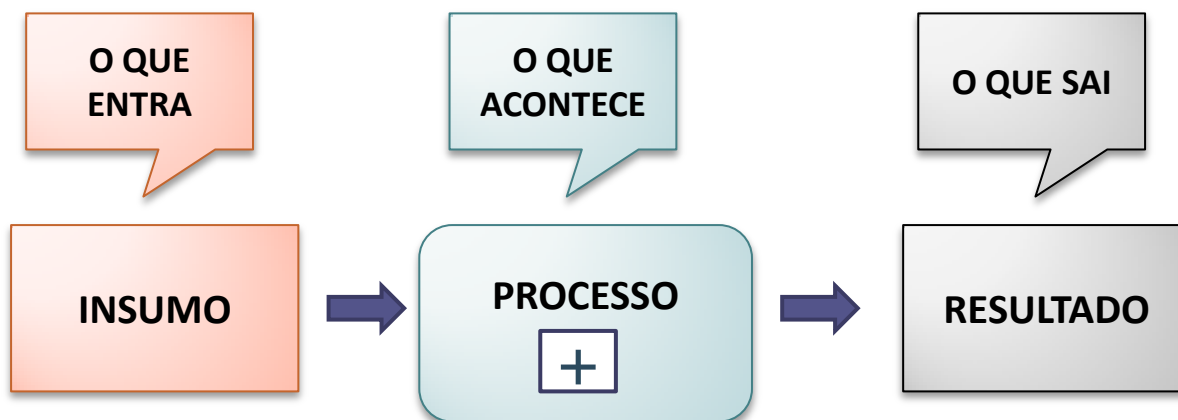 O QUE
ENTRA
O QUE
ACONTECE
O QUE SAI
INSUMO
PROCESSO
+
RESULTADO